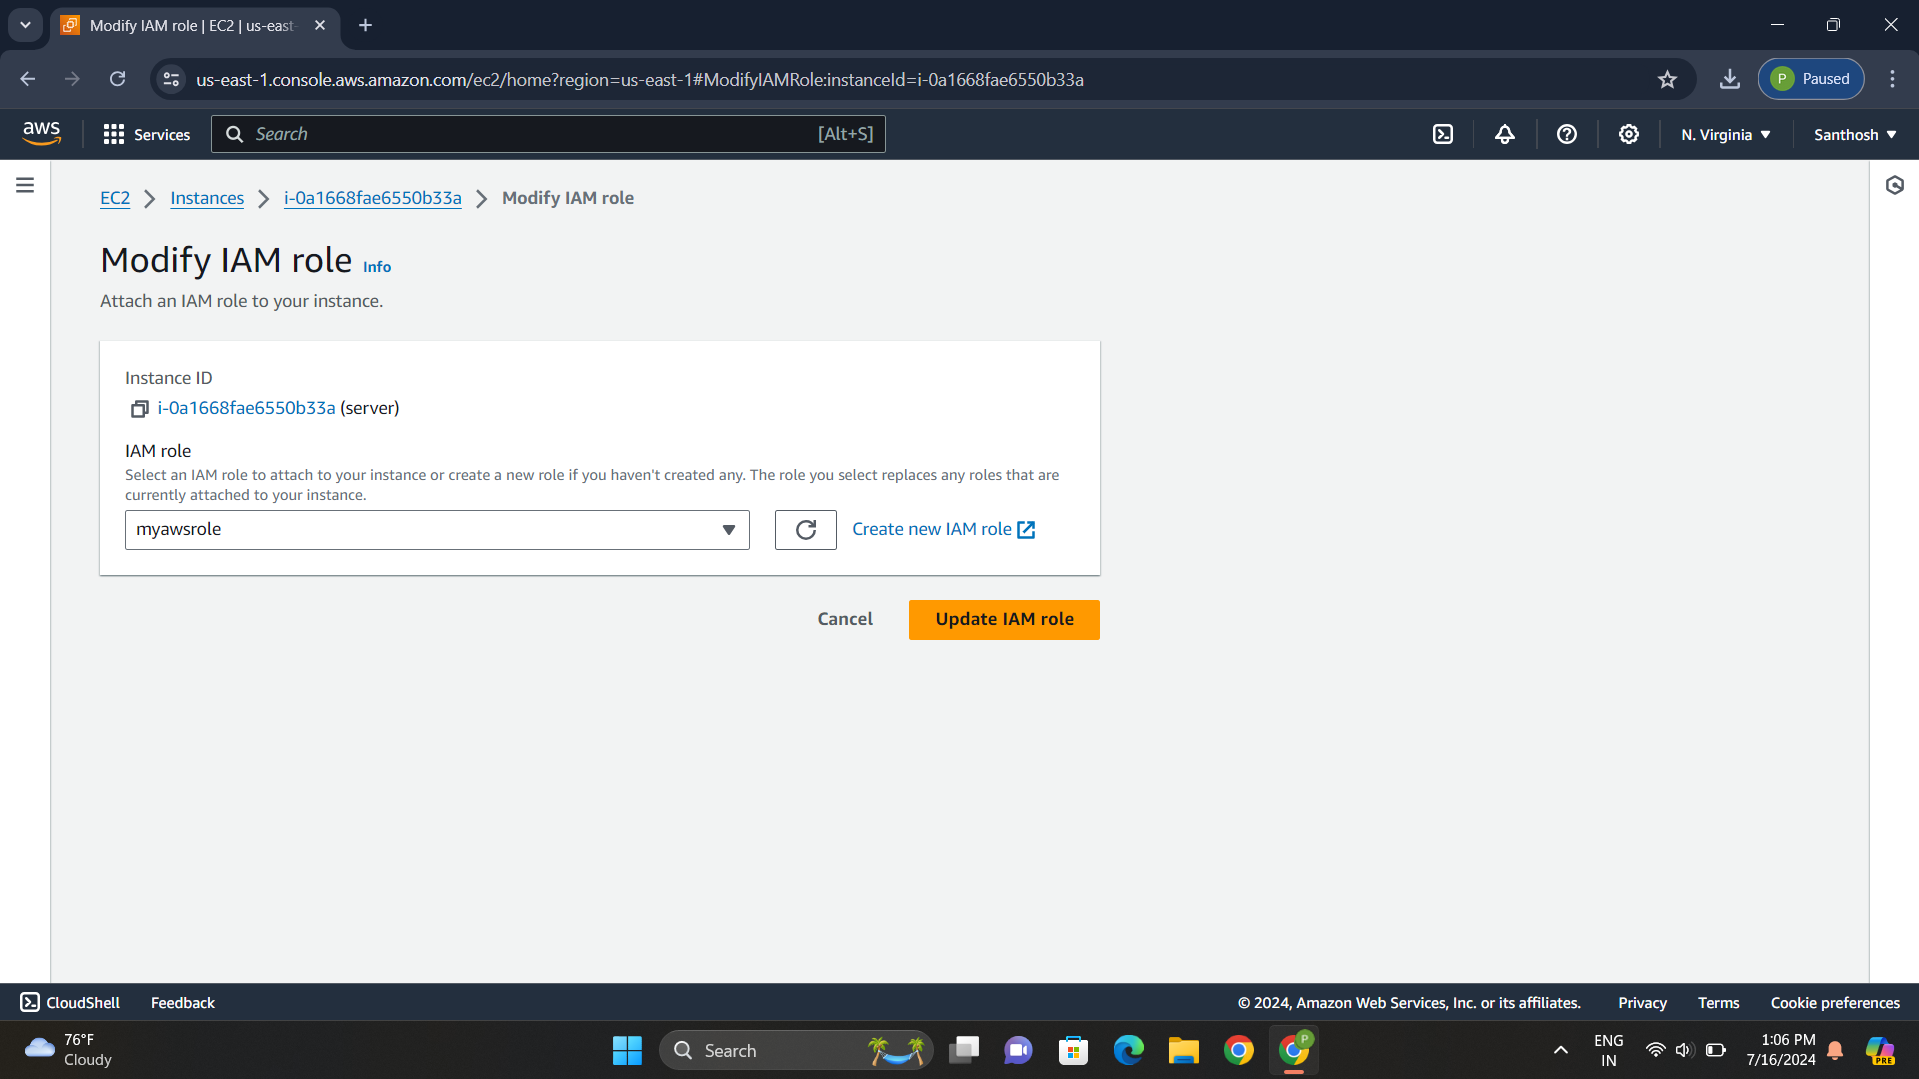 Modify IAM role | EC2 | us-east-
us-east-1.console.aws.amazon.com/ec2/home?region=us-east-1#ModifyIAMRole:instanceId=i-0a1668fae6550b33a
P Paused
aws
Services
Search [Alt+S]
N. Virginia
Santhosh
EC2 Instances i-0a1668fae6550b33a Modify IAM role
Modify IAM role Info
Attach an IAM role to your instance.
Instance ID
i-0a1668fae6550b33a (server)
IAM role
Select an IAM role to attach to your instance or create a new role if you haven't created any. The role you select replaces any roles that are
currently attached to your instance.
myawsrole
Create new IAM role
Cancel
Update IAM role
CloudShell Feedback
© 2024, Amazon Web Services, Inc. or its affiliates. Privacy Terms Cookie preferences
76°F
Cloudy
Search
P
ENG
IN
1:06 PM
7/16/2024
PRE